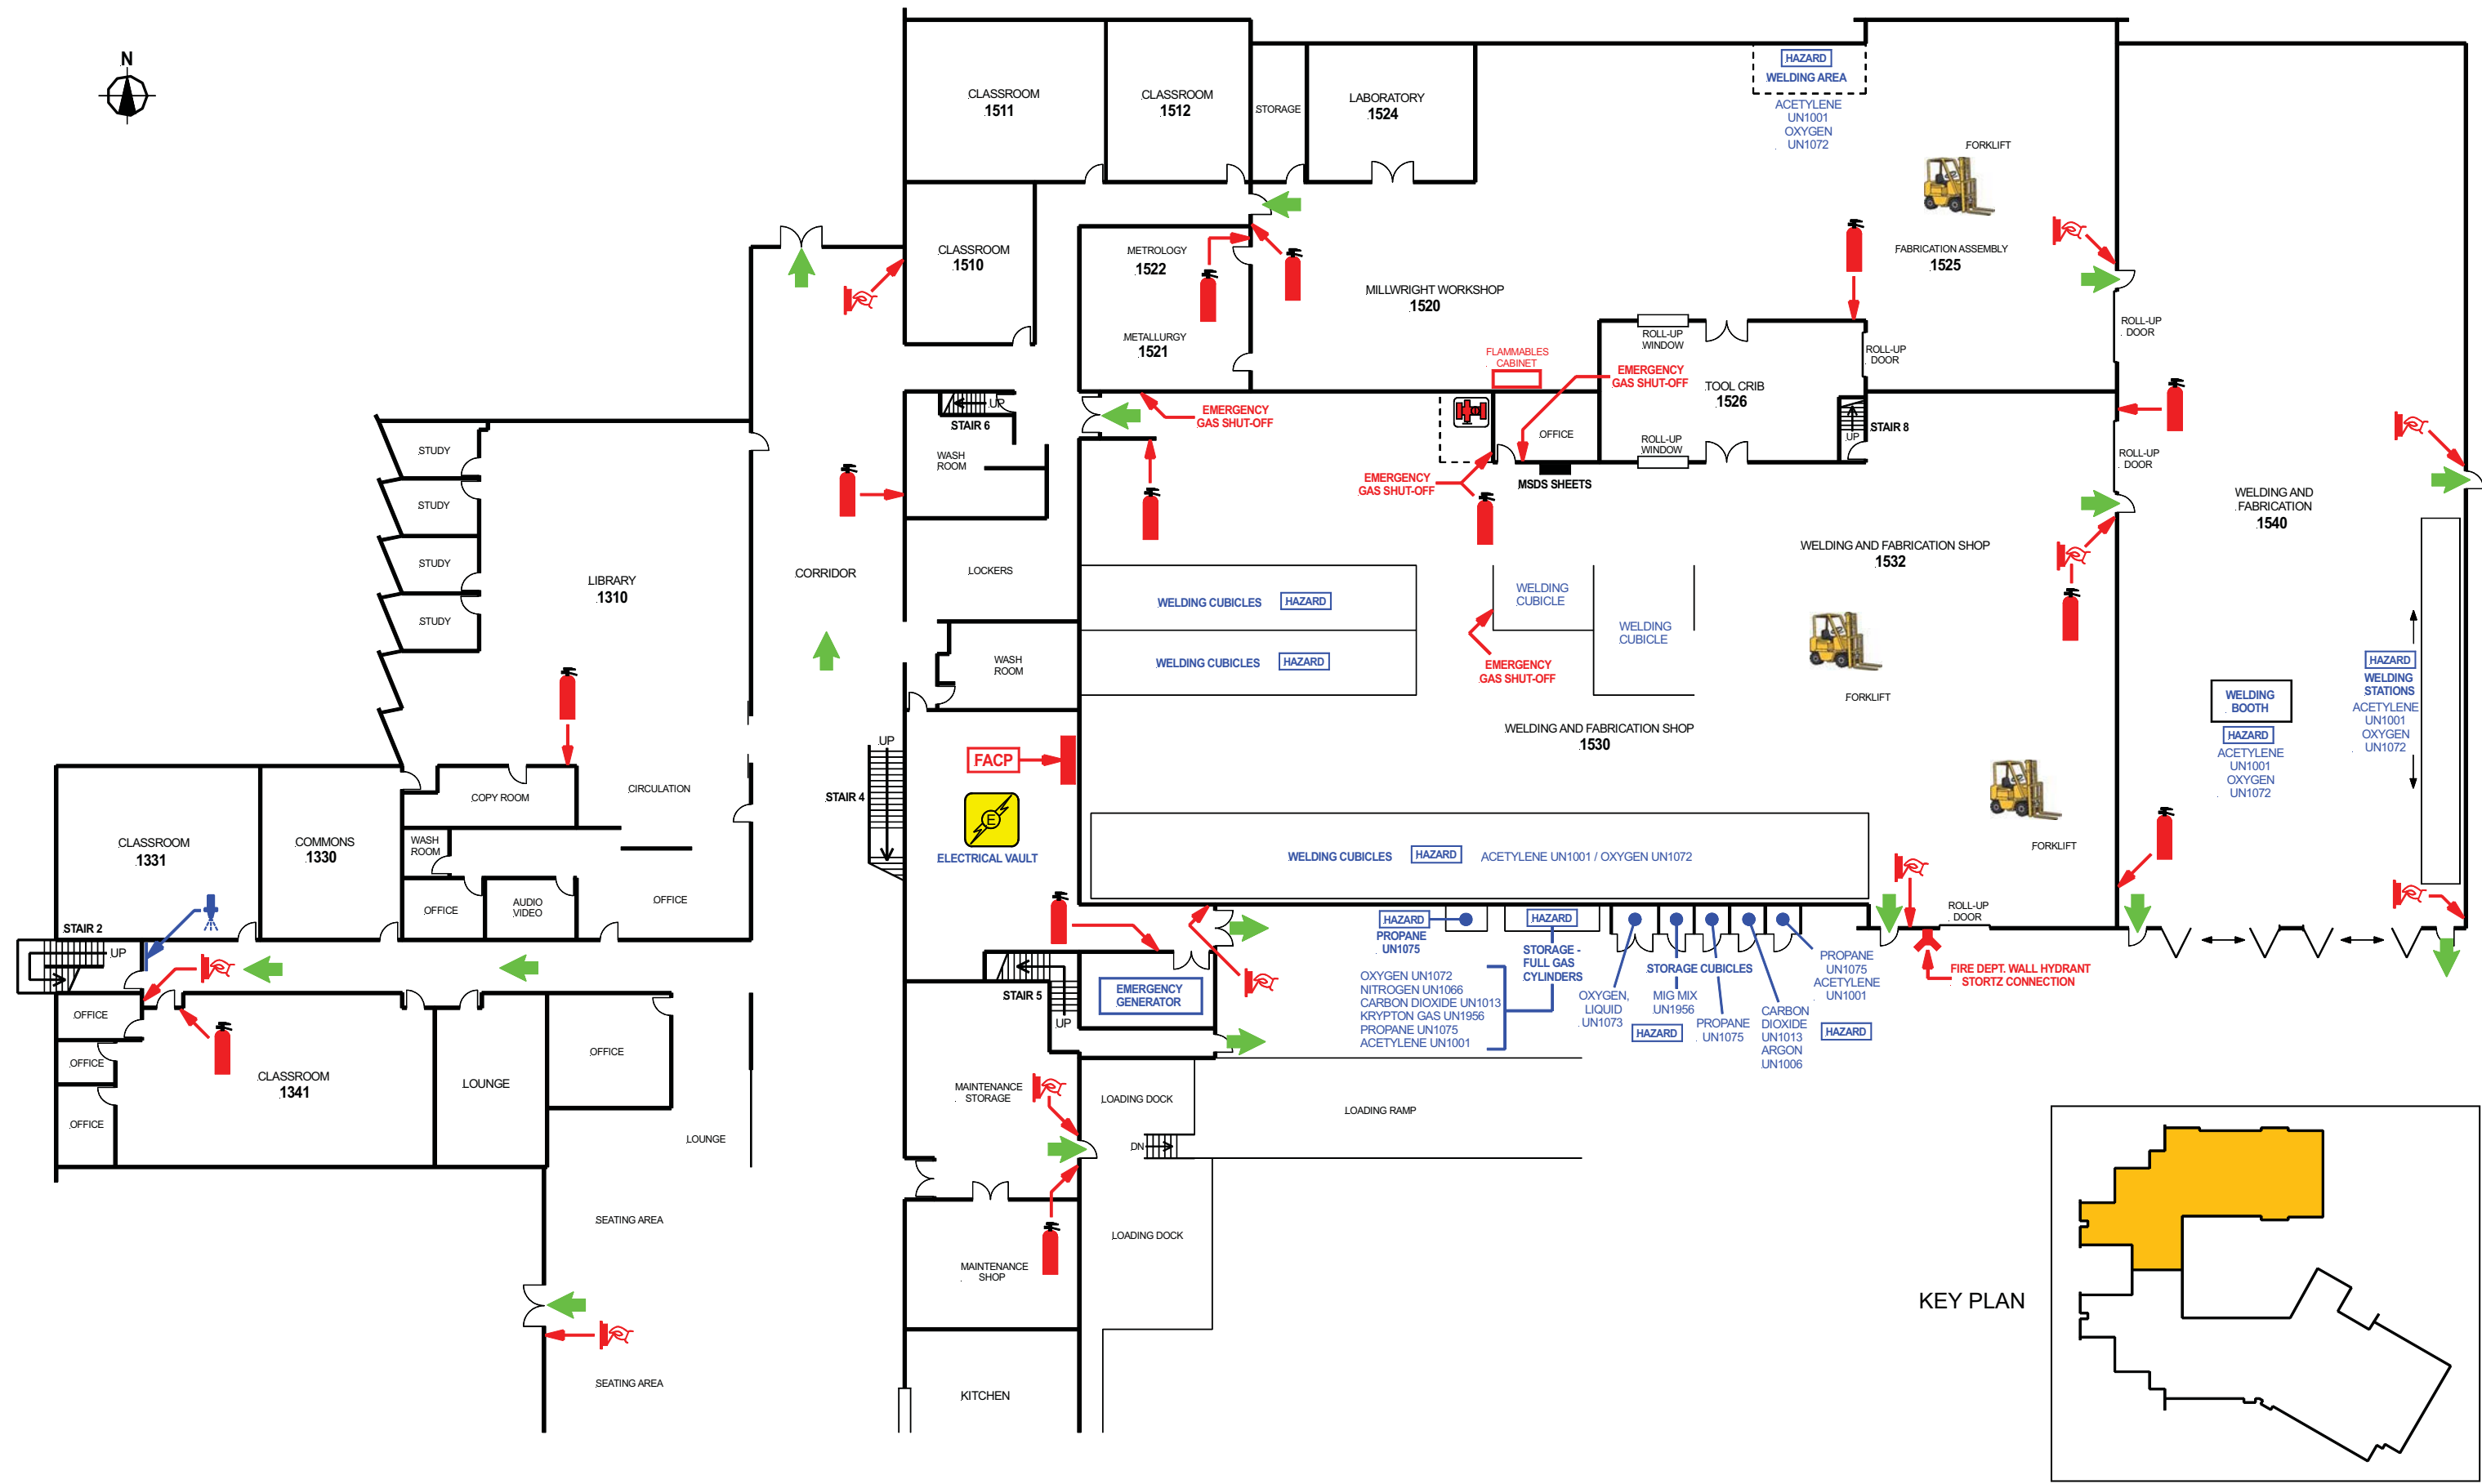 N
CLASSROOM
1511
CLASSROOM
1512
STORAGE
LABORATORY
1524
HAZARD
WELDING AREA
ACETYLENE
UN1001
OXYGEN
UN1072
FORKLIFT
CLASSROOM
1510
METROLOGY
1522
METALLURGY
1521
MILLWRIGHT WORKSHOP
1520
FABRICATION ASSEMBLY
1525
ROLL-UP
DOOR
ROLL-UP
WINDOW
ROLL-UP
DOOR
FLAMMABLES
CABINET
EMERGENCY
GAS SHUT-OFF
TOOL CRIB
1526
UP
STAIR 6
EMERGENCY
GAS SHUT-OFF
OFFICE
ROLL-UP
WINDOW
UP
STAIR 8
ROLL-UP
DOOR
WASH
ROOM
STUDY
STUDY
STUDY
STUDY
EMERGENCY
GAS SHUT-OFF
MSDS SHEETS
WELDING AND
FABRICATION
1540
WELDING AND FABRICATION SHOP
1532
CORRIDOR
LOCKERS
LIBRARY
1310
WELDING CUBICLES
HAZARD
WELDING
CUBICLE
WELDING
CUBICLE
WELDING CUBICLES
HAZARD
WASH
ROOM
EMERGENCY
GAS SHUT-OFF
FORKLIFT
HAZARD
WELDING
STATIONS
ACETYLENE
UN1001
OXYGEN
UN1072
WELDING
BOOTH
HAZARD
ACETYLENE
UN1001
OXYGEN
UN1072
WELDING AND FABRICATION SHOP
1530
UP
STAIR 4
FACP
E
ELECTRICAL VAULT
COPY ROOM
CIRCULATION
CLASSROOM
1331
COMMONS
1330
WASH
ROOM
OFFICE
AUDIO
VIDEO
OFFICE
FORKLIFT
WELDING CUBICLES
HAZARD
ACETYLENE UN1001 / OXYGEN UN1072
ROLL-UP
DOOR
STAIR 2
UP
HAZARD
PROPANE
UN1075
HAZARD
STORAGE -
FULL GAS
CYLINDERS
OXYGEN UN1072
NITROGEN UN1066
CARBON DIOXIDE UN1013
KRYPTON GAS UN1956
PROPANE UN1075
ACETYLENE UN1001
STORAGE CUBICLES
OXYGEN,
LIQUID
UN1073
MIG MIX
UN1956
HAZARD
PROPANE
UN1075
CARBON
DIOXIDE
UN1013
ARGON
UN1006
PROPANE
UN1075
ACETYLENE
UN1001
HAZARD
FIRE DEPT. WALL HYDRANT
STORTZ CONNECTION
STAIR 5
UP
EMERGENCY
GENERATOR
OFFICE
OFFICE
OFFICE
CLASSROOM
1341
LOUNGE
OFFICE
LOUNGE
MAINTENANCE
STORAGE
LOADING DOCK
LOADING RAMP
DN
SEATING AREA
LOADING DOCK
MAINTENANCE
SHOP
SEATING AREA
KITCHEN
KEY PLAN